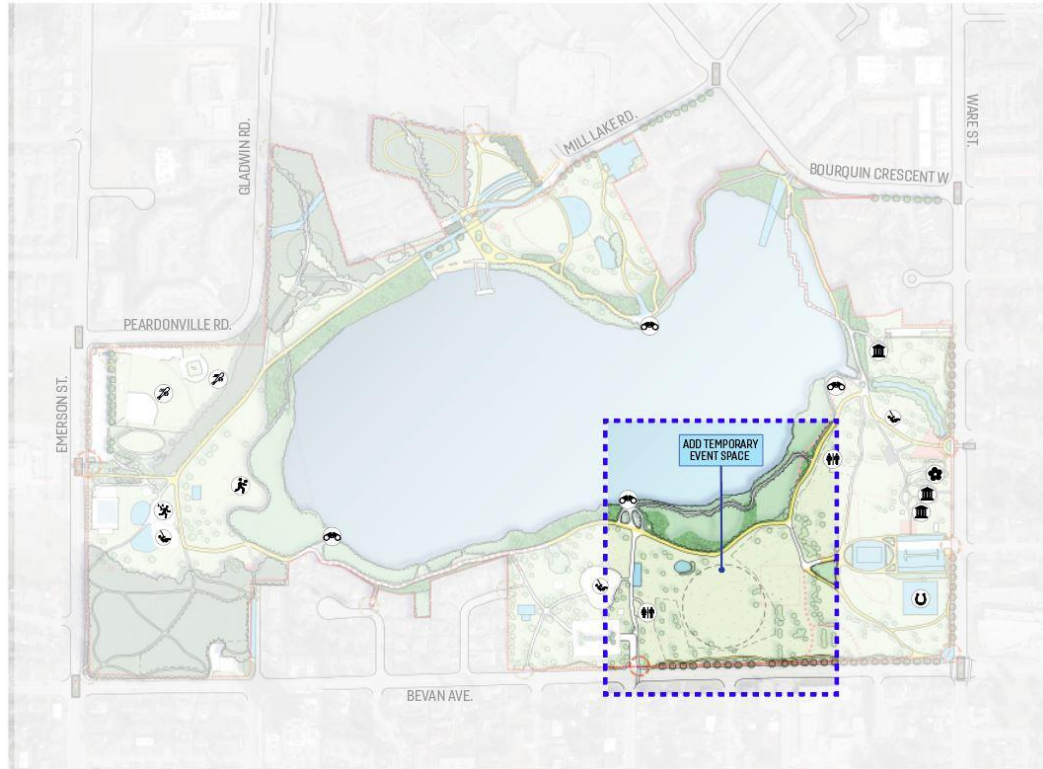 MILL LAKE RD.
WARE ST.
GLADWIN RD.
BOURQUIN CRESCENT W
PEARDONVILLE RD.
EMERSON ST.
ADD TEMPORARY
EVENT SPACE
BEVAN AVE.